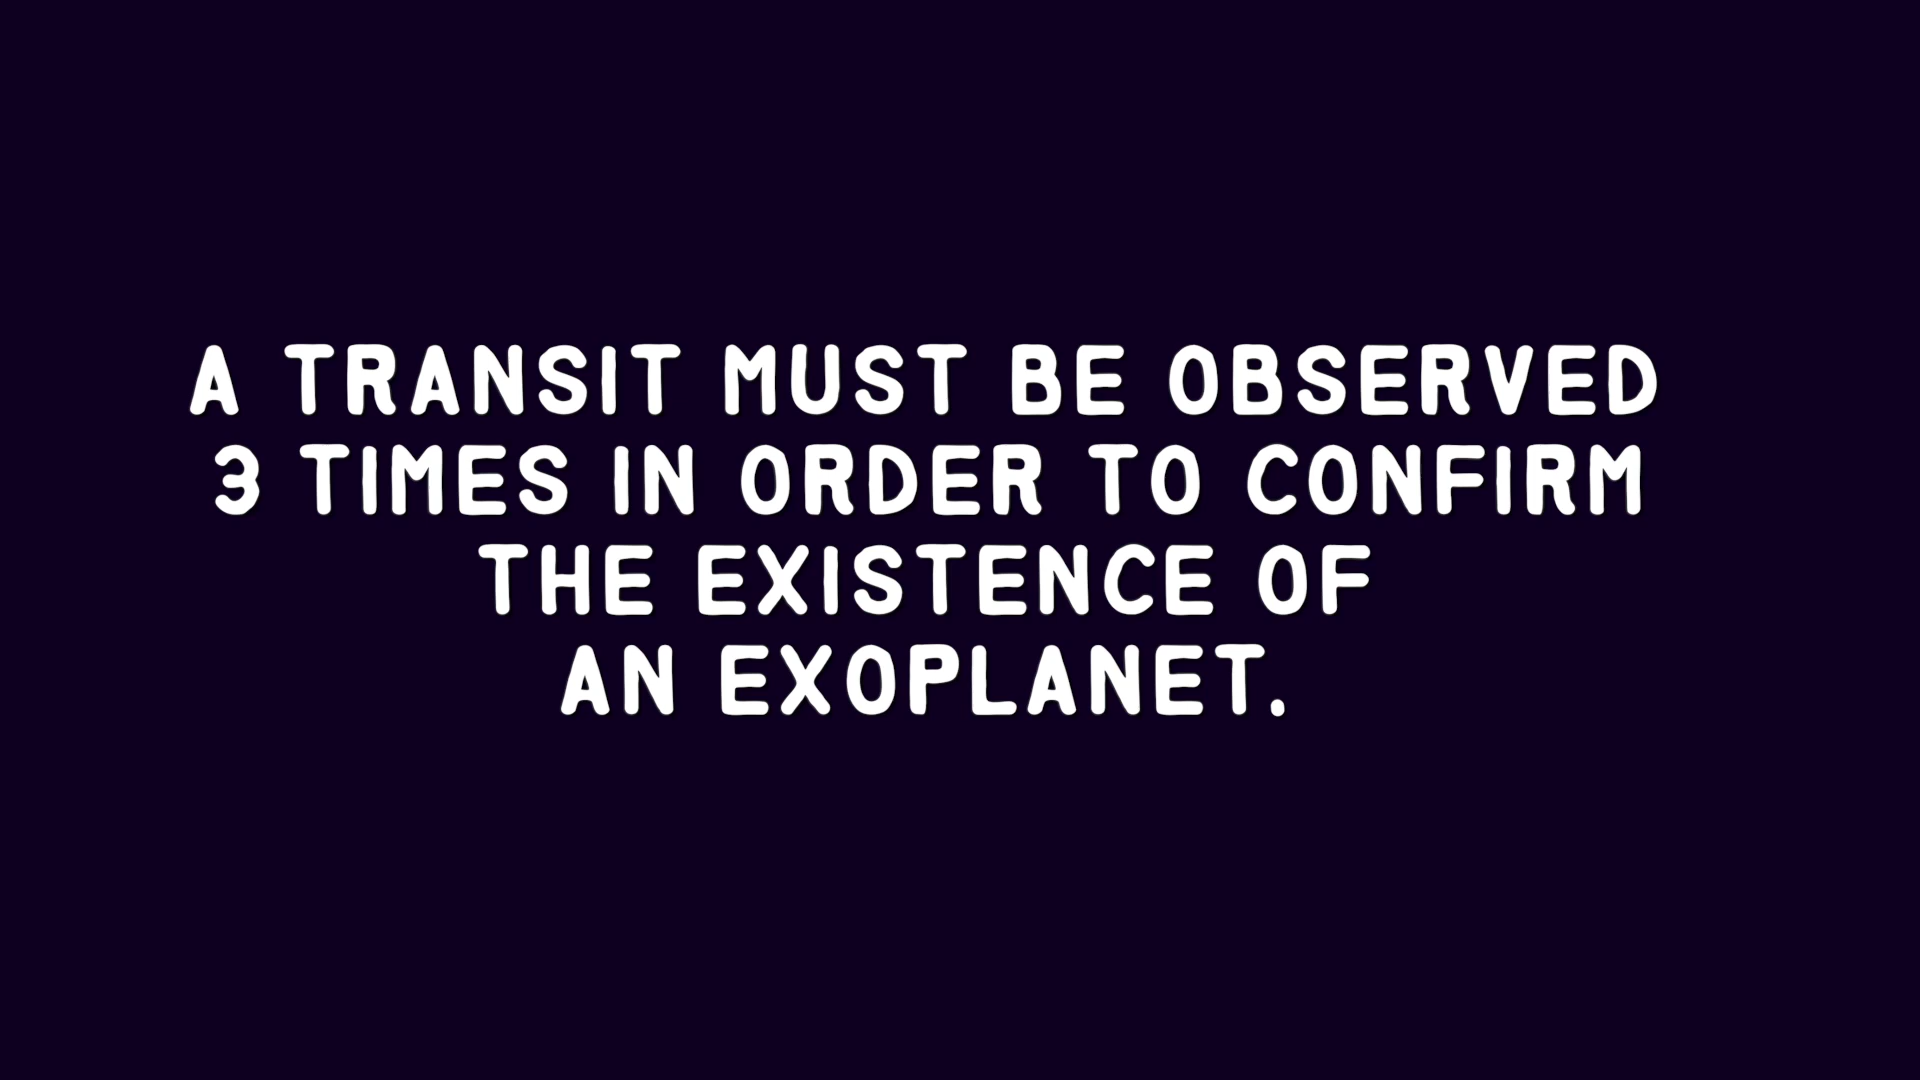 A TRANSIT MUST BE OBSERVED
3 TIMES IN ORDER TO CONFIRM
THE EXISTENCE OF
AN EXOPLANET.